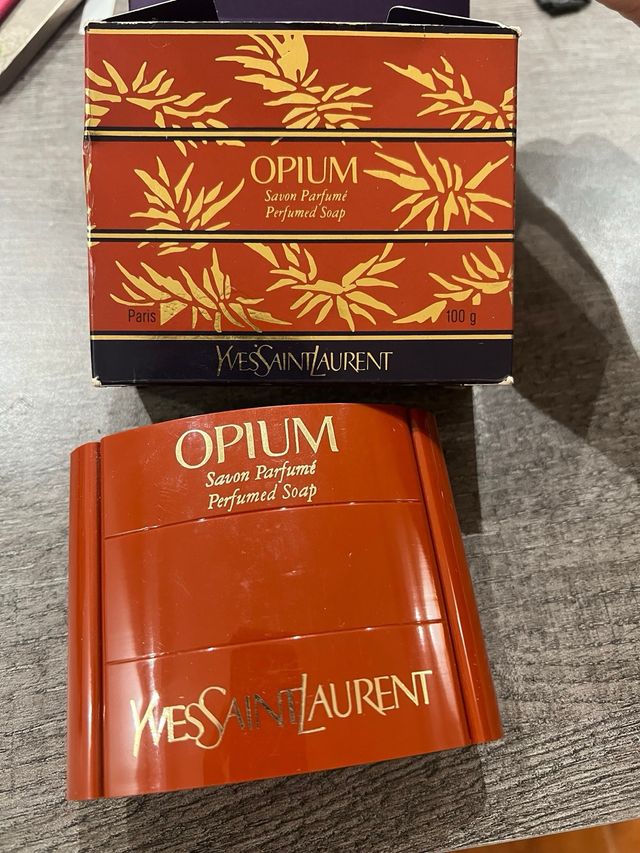 OPIUM
Savon Parfumé
Perfumed Soap
Paris
100 g
YVESSAINTLAURENT
OPIUM
Savon Parfumé
Perfumed Soap
YVESSAINTLAURENT